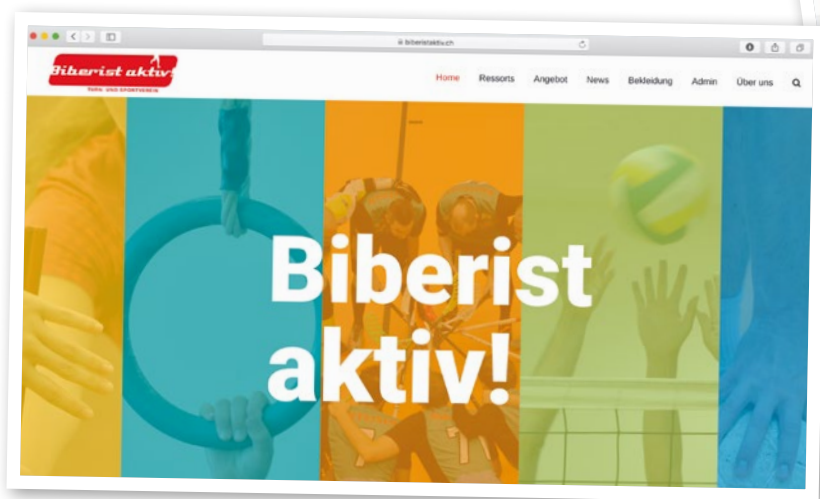 biberistaktiv.ch
Biberist aktiv!
TURN- UND SPORTVEREIN
Home Ressorts Angebot News Bekleidung Admin Über uns
Biberist
aktiv!